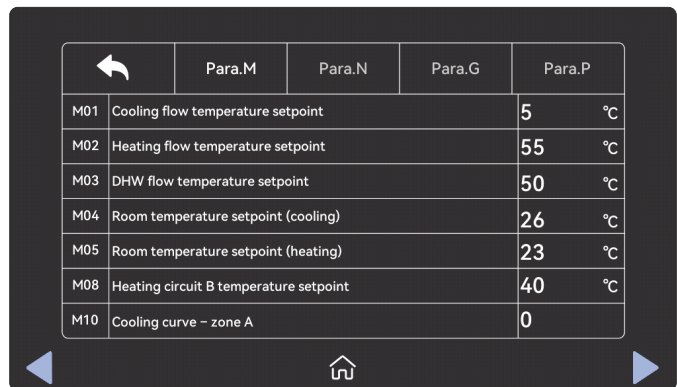 Para.M Para.N Para.G Para.P
M01 Cooling flow temperature setpoint 5 °C
M02 Heating flow temperature setpoint 55 °C
M03 DHW flow temperature setpoint 50 °C
M04 Room temperature setpoint (cooling) 26 °C
M05 Room temperature setpoint (heating) 23 °C
M08 Heating circuit B temperature setpoint 40 °C
M10 Cooling curve – zone A 0